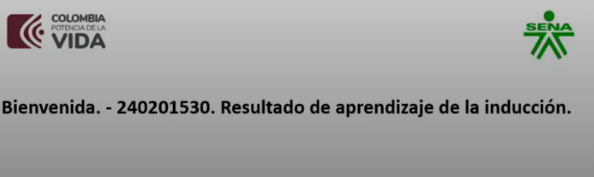 COLOMBIA
POTENCIA DE LA
VIDA
SENA
Bienvenida. - 240201530. Resultado de aprendizaje de la inducción.